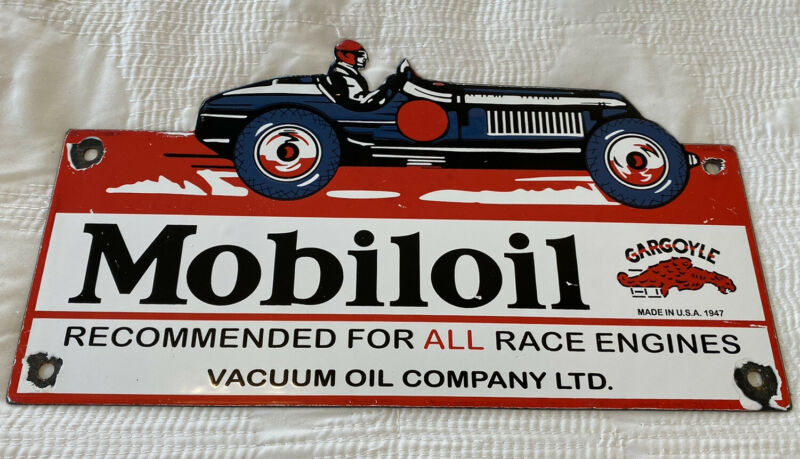 Mobiloil
GARGOYLE
MADE IN U.S.A. 1947
RECOMMENDED FOR ALL RACE ENGINES
VACUUM OIL COMPANY LTD.